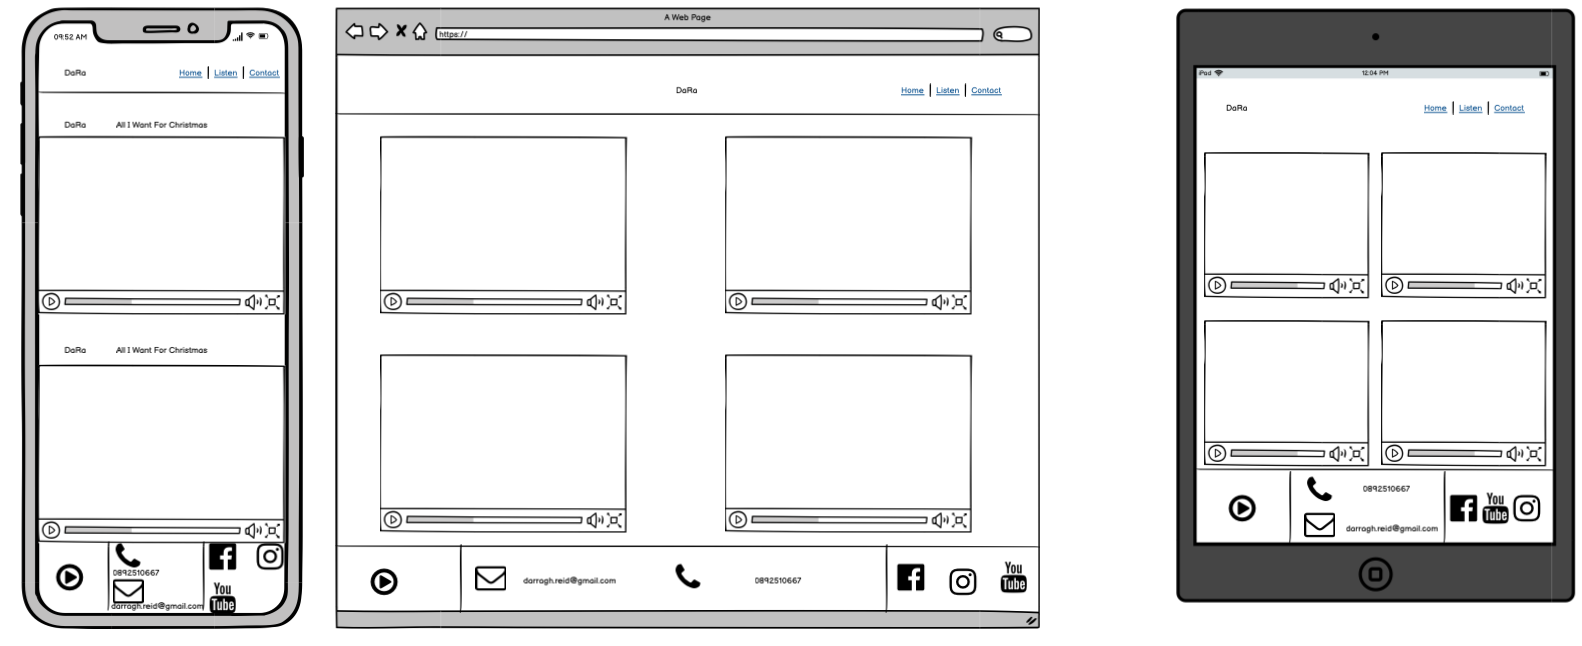 09:52 AM
DaRa
Home | Listen | Contact
DaRa All I Want For Christmas
DaRa All I Want For Christmas
0892510667
darragh.reid@gmail.com
You
Tube
A Web Page
https://
DaRa
Home | Listen | Contact
darragh.reid@gmail.com
0892510667
You
Tube
iPad
12:04 PM
DaRa
Home | Listen | Contact
0892510667
darragh.reid@gmail.com
You
Tube